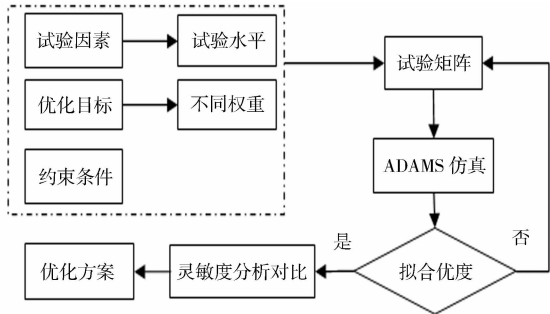 试验因素
试验水平
优化目标
不同权重
约束条件
试验矩阵
ADAMS 仿真
拟合优度
是
否
灵敏度分析对比
优化方案